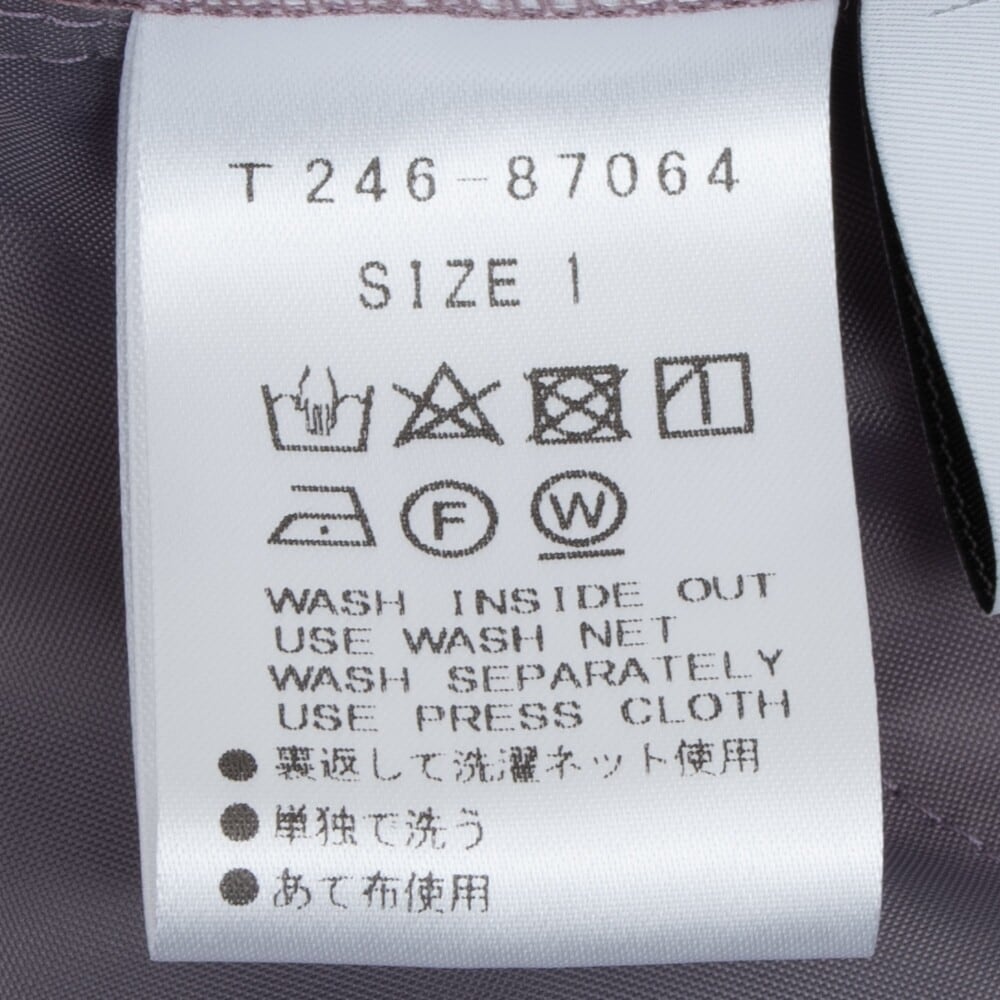 T 246-87064
SIZE 1
F W
WASH INSIDE OUT
USE WASH NET
WASH SEPARATELY
USE PRESS CLOTH
●裏返して洗濯ネット使用
●単独で洗う
●あて布使用